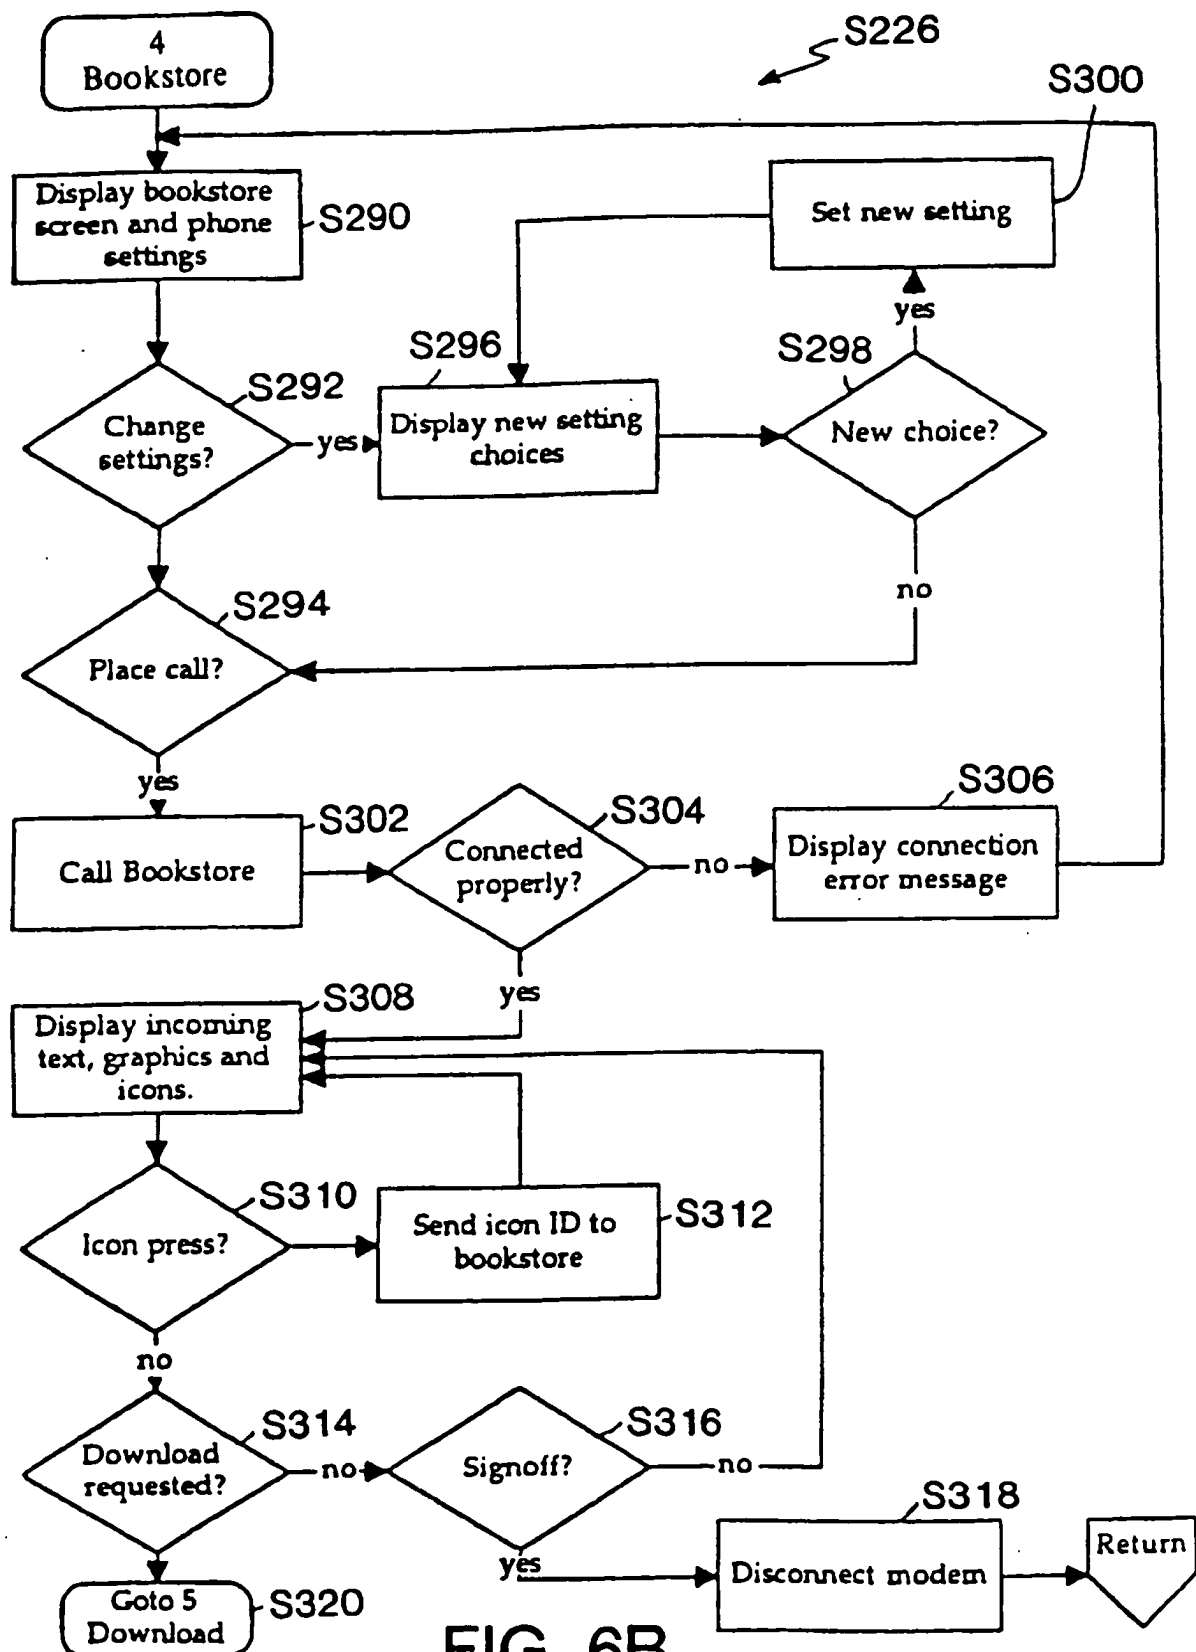 4
Bookstore
S226
S300
Display bookstore
screen and phone
settings
S290
Set new setting
yes
S292
Change
settings?
yes
S296
Display new setting
choices
S298
New choice?
no
S294
Place call?
yes
S302
Call Bookstore
S304
Connected
properly?
no
S306
Display connection
error message
yes
S308
Display incoming
text, graphics and
icons.
S310
Icon press?
S312
Send icon ID to
bookstore
no
S314
Download
requested?
no
S316
Signoff?
no
yes
S318
Disconnect modem
Return
Goto 5
Download
S320
FIG. 6B